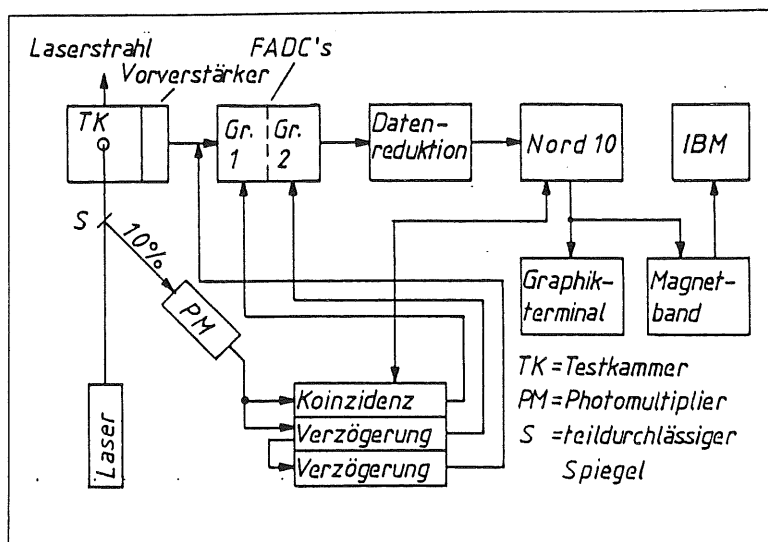 Laserstrahl
Vorverstärker
FADC's
TK
Gr.
1
Gr.
2
Daten-
reduktion
Nord 10
IBM
S
10%
PM
Graphik-
terminal
Magnet-
band
Laser
Koinzidenz
Verzögerung
Verzögerung
TK = Testkammer
PM = Photomultiplier
S = teildurchlässiger
Spiegel